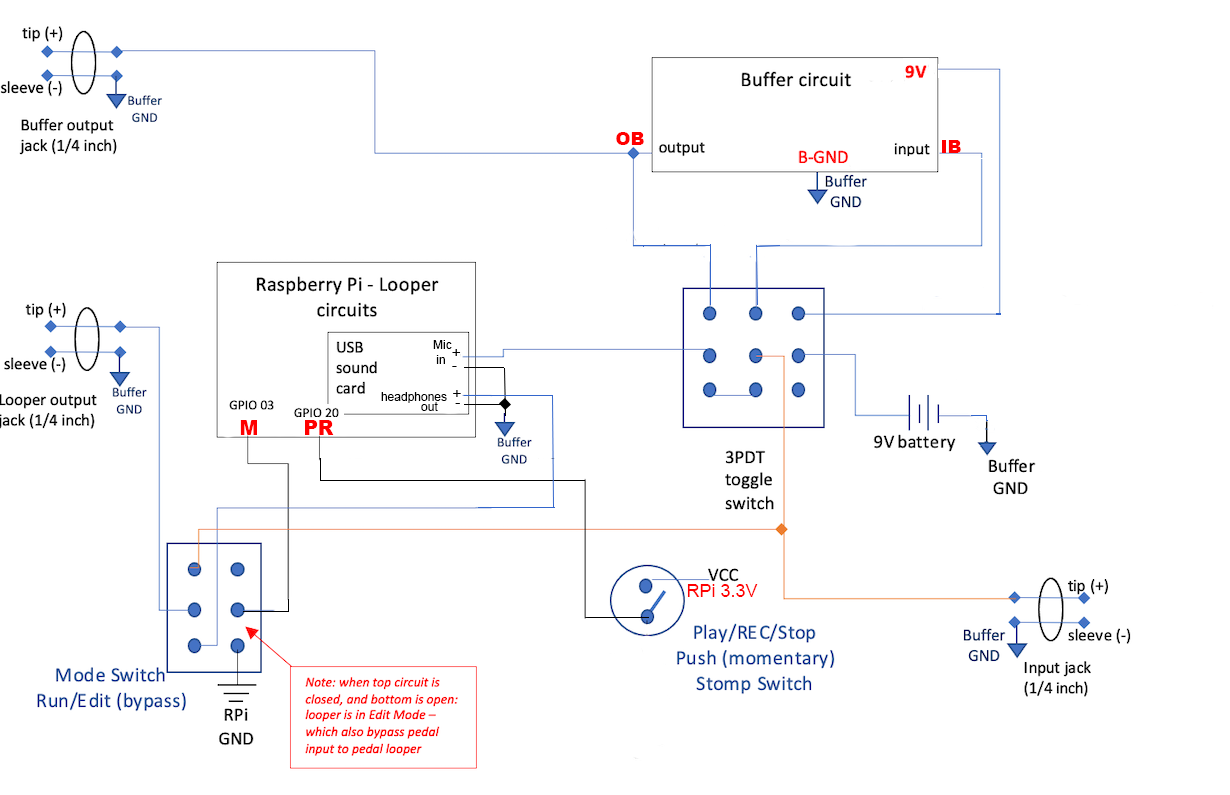 tip (+)
sleeve (-)
Buffer
GND
Buffer output
jack (1/4 inch)
Buffer circuit
9V
OB
output
input
IB
B-GND
Buffer
GND
Raspberry Pi - Looper
circuits
USB
sound
card
Mic
in
+
-
headphones
out
+
-
GPIO 03
M
GPIO 20
PR
Buffer
GND
tip (+)
sleeve (-)
Buffer
GND
Looper output
jack (1/4 inch)
3PDT
toggle
switch
9V battery
Buffer
GND
VCC
RPi 3.3V
Play/REC/Stop
Push (momentary)
Stomp Switch
tip (+)
sleeve (-)
Buffer
GND
Input jack
(1/4 inch)
Mode Switch
Run/Edit (bypass)
RPi
GND
Note: when top circuit is
closed, and bottom is open:
looper is in Edit Mode –
which also bypass pedal
input to pedal looper